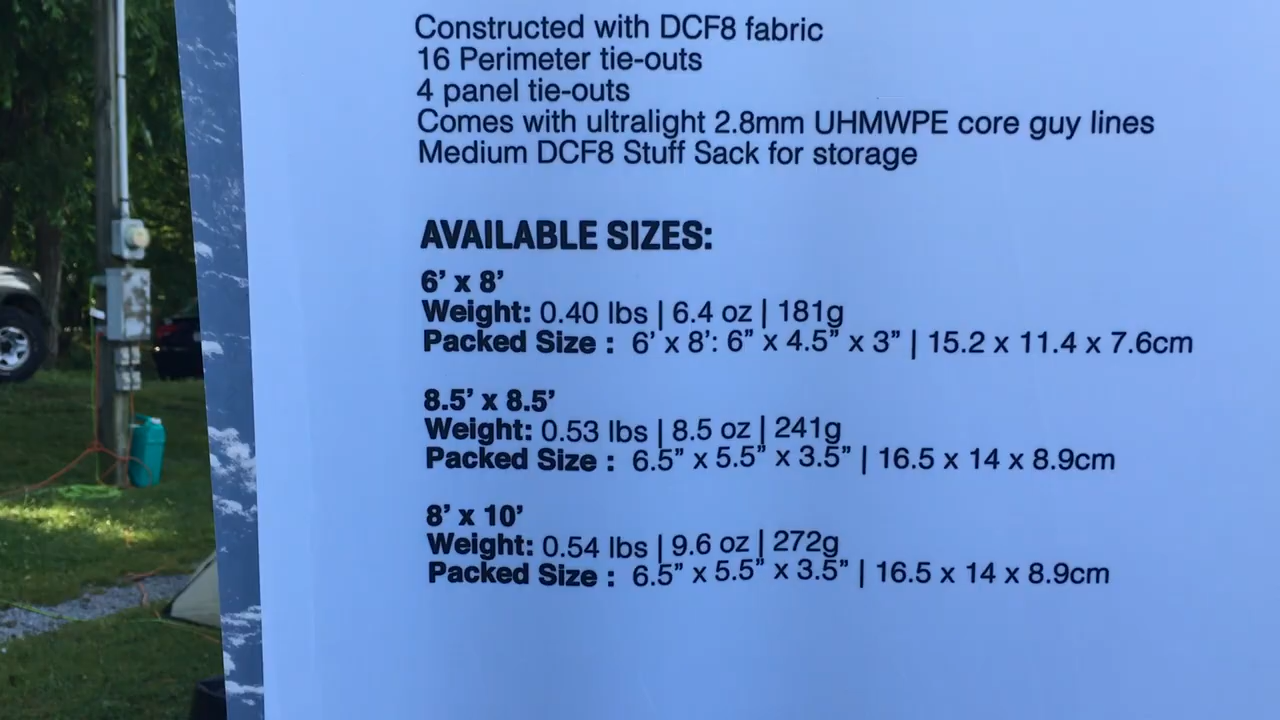 Constructed with DCF8 fabric
16 Perimeter tie-outs
4 panel tie-outs
Comes with ultralight 2.8mm UHMWPE core guy lines
Medium DCF8 Stuff Sack for storage
AVAILABLE SIZES:
6’ x 8’
Weight: 0.40 lbs | 6.4 oz | 181g
Packed Size : 6’ x 8’: 6” x 4.5” x 3” | 15.2 x 11.4 x 7.6cm
8.5’ x 8.5’
Weight: 0.53 lbs | 8.5 oz | 241g
Packed Size : 6.5” x 5.5” x 3.5” | 16.5 x 14 x 8.9cm
8’ x 10’
Weight: 0.54 lbs | 9.6 oz | 272g
Packed Size : 6.5” x 5.5” x 3.5” | 16.5 x 14 x 8.9cm